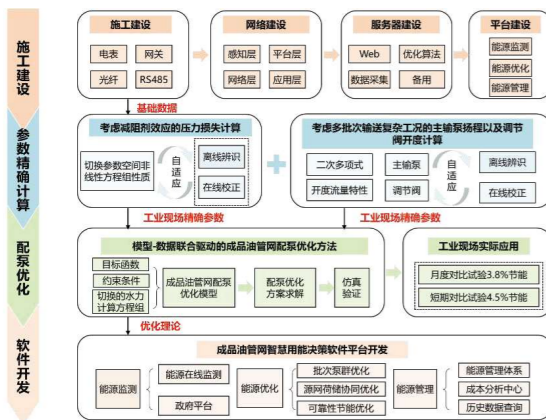 施工建设
施工建设
电表
网关
光纤
RS485
网络建设
感知层
平台层
网络层
应用层
服务器建设
Web
优化算法
数据采集
备用
平台建设
能源监测
能源优化
能源管理
基础数据
参数精确计算
考虑减阻剂效应的压力损失计算
切换参数空间非
线性方程组性质
自适应
离线辨识
在线校正
考虑多批次输送复杂工况的主输泵扬程以及调节
阀开度计算
二次多项式
主输泵
开度流量特性
调节阀
自适应
离线辨识
在线校正
工业现场精确参数
工业现场精确参数
配泵优化
模型-数据联合驱动的成品油管网配泵优化方法
目标函数
约束条件
切换的水力
计算方程组
成品油管网配泵
优化模型
配泵优化
方案求解
仿真
验证
工业现场实际应用
月度对比试验3.8%节能
短期对比试验4.5%节能
优化理论
软件开发
成品油管网智慧用能决策软件平台开发
能源监测
能源在线监测
政府平台
能源优化
批次泵群优化
源网荷储协同优化
可靠性节能优化
能源管理
能源管理体系
成本分析中心
历史数据查询